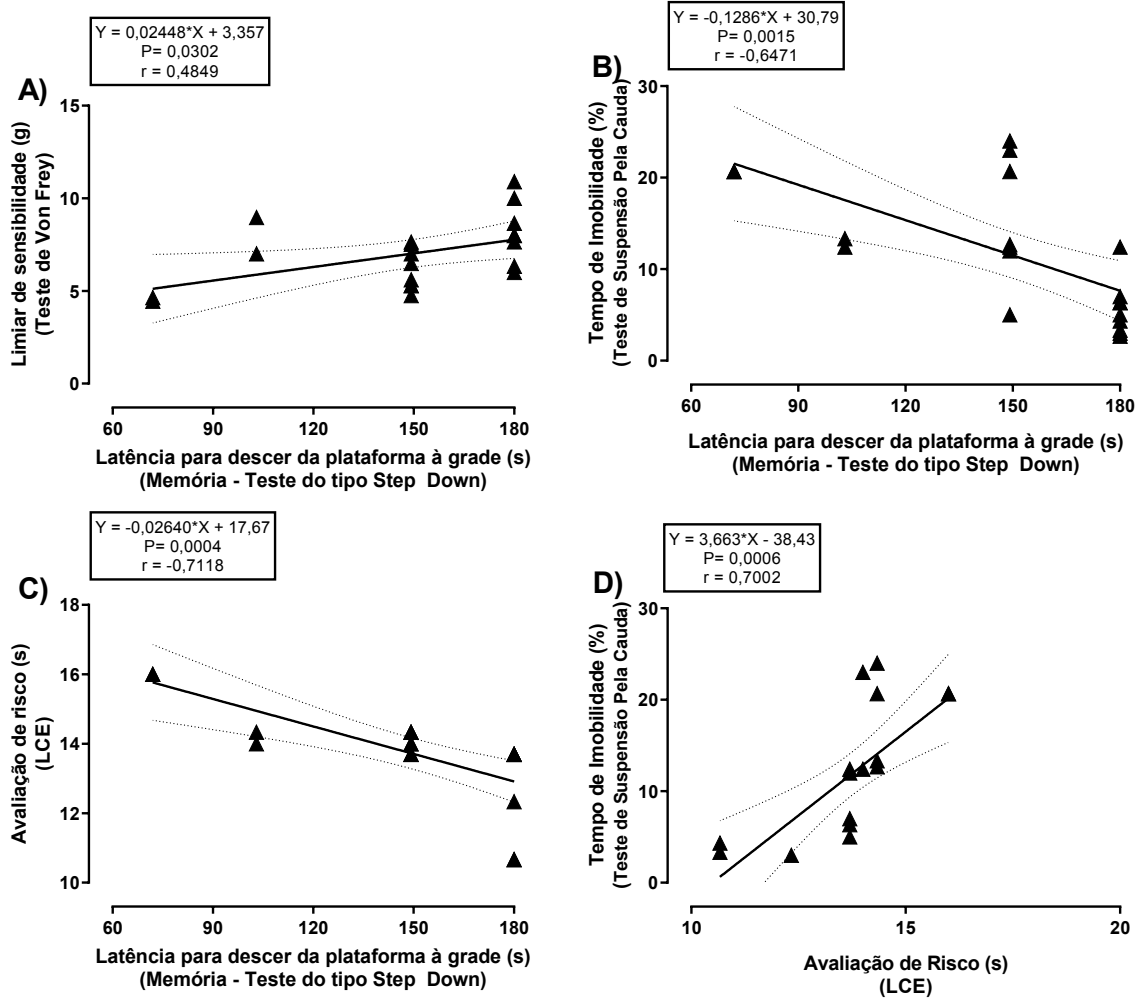 Y = 0,02448*X + 3,357
P= 0,0302
r = 0,4849
A)
Limiar de sensibilidade (g)
(Teste de Von Frey)
15
10
5
0
60 90 120 150 180
Latência para descer da plataforma à grade (s)
(Memória - Teste do tipo Step Down)
Y = -0,1286*X + 30,79
P= 0,0015
r = -0,6471
B)
Tempo de Imobilidade (%)
(Teste de Suspensão Pela Cauda)
30
20
10
0
60 90 120 150 180
Latência para descer da plataforma à grade (s)
(Memória - Teste do tipo Step Down)
Y = -0,02640*X + 17,67
P= 0,0004
r = -0,7118
C)
Avaliação de risco (s)
(LCE)
18
16
14
12
10
60 90 120 150 180
Latência para descer da plataforma à grade (s)
(Memória - Teste do tipo Step Down)
Y = 3,663*X - 38,43
P= 0,0006
r = 0,7002
D)
Tempo de Imobilidade (%)
(Teste de Suspensão Pela Cauda)
30
20
10
0
10 15 20
Avaliação de Risco (s)
(LCE)